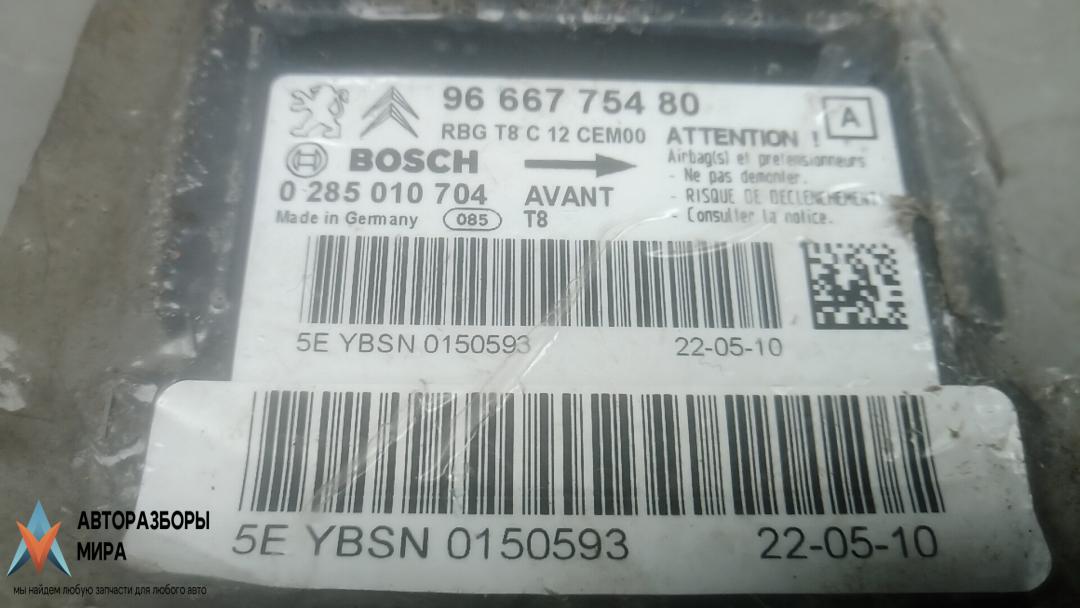 96 667 754 80
RBG T8 C 12 CEM00
A
BOSCH
ATTENTION !
Airbag(s) et pretensionneurs
- Ne pas demonter.
- RISQUE DE DECLENCHEMENT
- Consulter la notice.
0 285 010 704
AVANT
Made in Germany
085
T8
5E YBSN 0150593
22-05-10
5E YBSN 0150593
22-05-10
АВТОРАЗБОРЫ
МИРА
мы найдем любую запчасти для любого авто